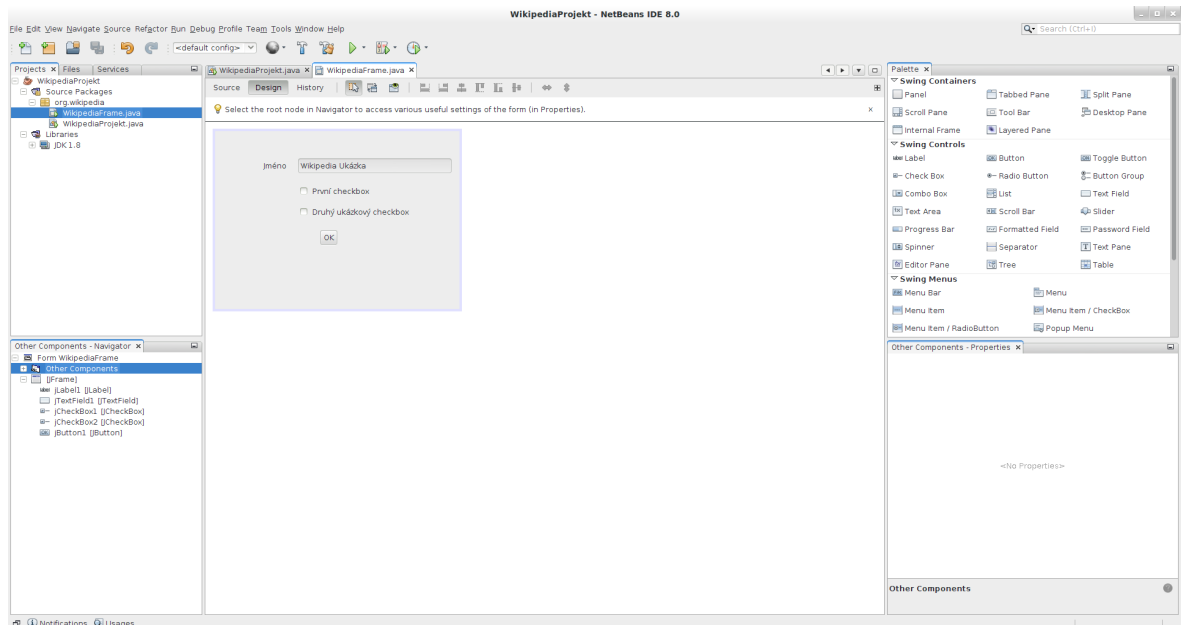 WikipediaProjekt - NetBeans IDE 8.0
File Edit View Navigate Source Refactor Run Debug Profile Team Tools Window Help
Search (Ctrl+I)
<default config>
Projects Files Services
WikipediaProjekt
Source Packages
org.wikipedia
WikipediaFrame.java
WikipediaProjekt.java
Libraries
JDK 1.8
WikipediaProjekt.java WikipediaFrame.java
Source Design History
Select the root node in Navigator to access various useful settings of the form (in Properties).
Jméno Wikipedia Ukázka
První checkbox
Druhý ukázkový checkbox
OK
Palette
Swing Containers
Panel Tabbed Pane Split Pane
Scroll Pane Tool Bar Desktop Pane
Internal Frame Layered Pane
Swing Controls
label Label Button Toggle Button
Check Box Radio Button Button Group
Combo Box List Text Field
Text Area Scroll Bar Slider
Progress Bar Formatted Field Password Field
Spinner Separator Text Pane
Editor Pane Tree Table
Swing Menus
Menu Bar Menu
Menu Item Menu Item / CheckBox
Menu Item / RadioButton Popup Menu
Other Components - Navigator
Form WikipediaFrame
Other Components
[JFrame]
label jLabel1 [JLabel]
jTextField1 [JTextField]
jCheckBox1 [JCheckBox]
jCheckBox2 [JCheckBox]
jButton1 [JButton]
Other Components - Properties
<No Properties>
Other Components
Notifications Usages